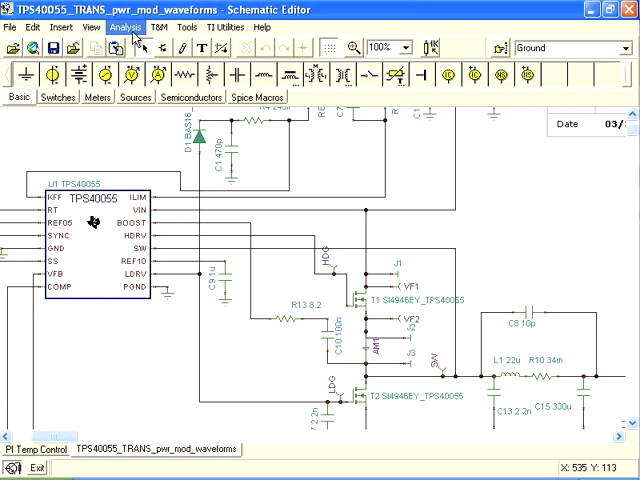 TPS40055_TRANS_pwr_mod_waveforms - Schematic Editor
File Edit Insert View Analysis T&M Tools TI Utilities Help
100% Ground
Basic Switches Meters Sources Semiconductors Spice Macros
Date 03/
D1 BAS16
C1 470p
U1 TPS40055
TPS40055
KFF ILIM
RT VIN
REF05 BOOST
SYNC HDRV
GND SW
SS REF10
VFB LDRV
COMP PGND
C9 1u
HDG
J1
VF1
T1 SI4946EY_TPS40055
R13 8.2
C10 100n
VF2
J2
AM1
J3
SW
C8 10p
L1 22u R10 34m
LDG
T2 SI4946EY_TPS40055
C13 2.2n C15 330u
7 2.2n
PI Temp Control TPS40055_TRANS_pwr_mod_waveforms
Exit X: 535 Y: 113